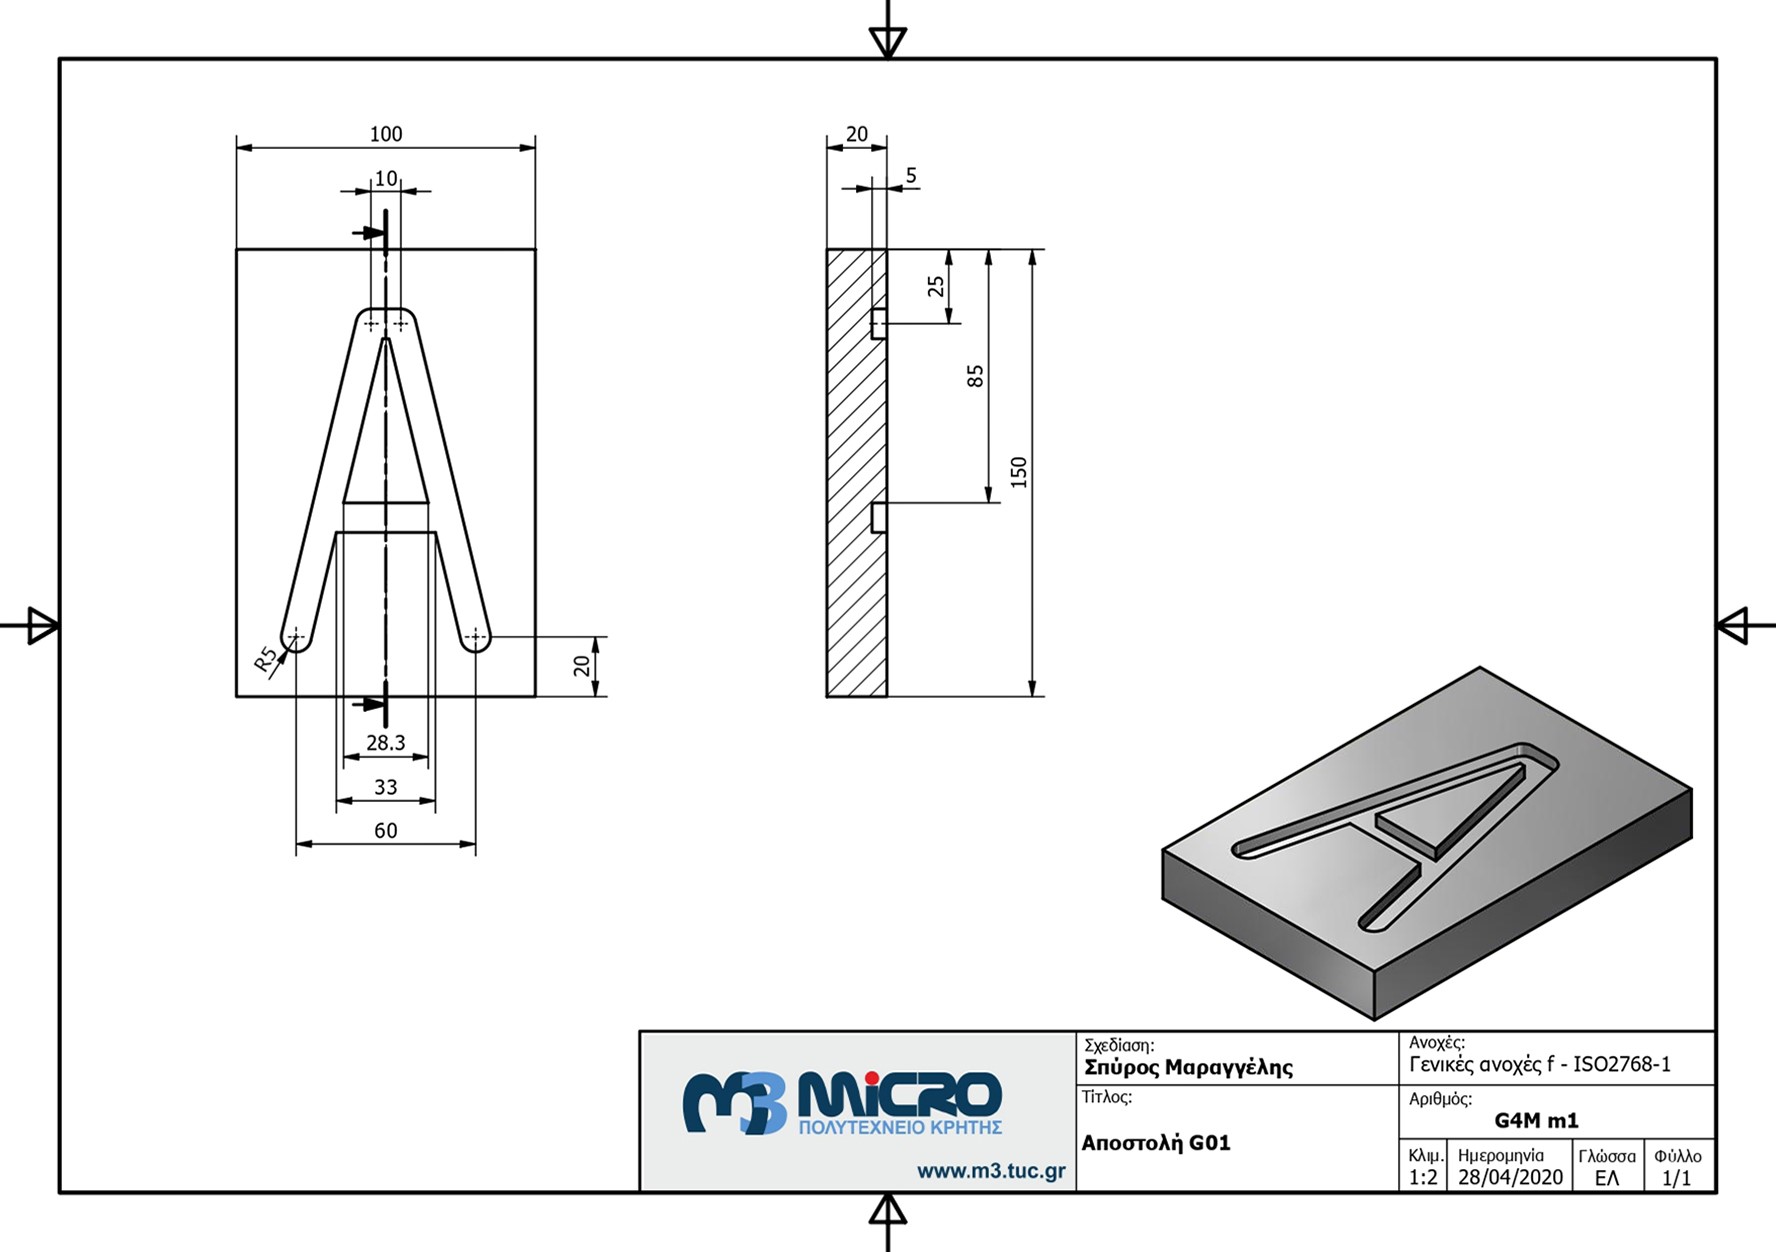 100
10
20
5
25
85
150
R5
20
28.3
33
60
m3 MiCRO
ΠΟΛΥΤΕΧΝΕΙΟ ΚΡΗΤΗΣ
www.m3.tuc.gr
Σχεδίαση:
Σπύρος Μαραγγέλης
Τίτλος:
Αποστολή G01
Ανοχές:
Γενικές ανοχές f - ISO2768-1
Αριθμός:
G4M m1
Κλιμ.
1:2
Ημερομηνία
28/04/2020
Γλώσσα
ΕΛ
Φύλλο
1/1